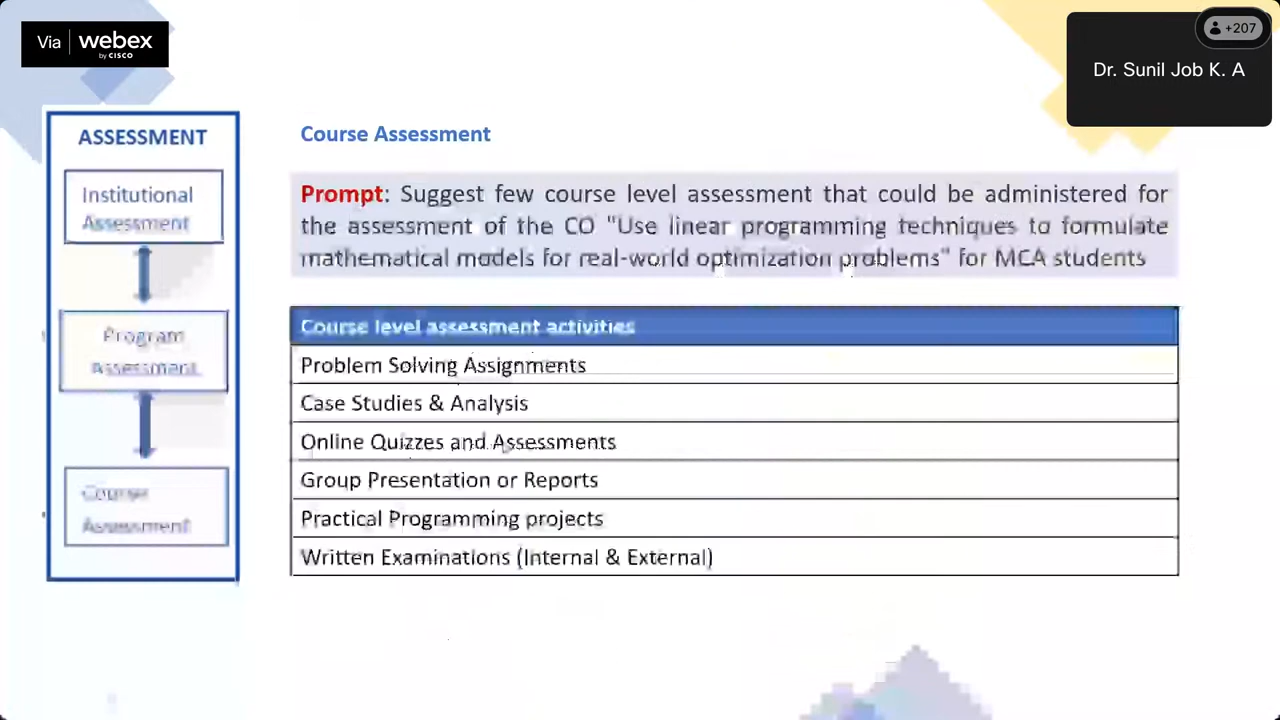 Via webex
by CISCO
+207
Dr. Sunil Job K. A
ASSESSMENT
Institutional
Assessment
Program
Assessment
Course
Assessment
Course Assessment
Prompt: Suggest few course level assessment that could be administered for
the assessment of the CO "Use linear programming techniques to formulate
mathematical models for real-world optimization problems" for MCA students
Course level assessment activities
Problem Solving Assignments
Case Studies & Analysis
Online Quizzes and Assessments
Group Presentation or Reports
Practical Programming projects
Written Examinations (Internal & External)